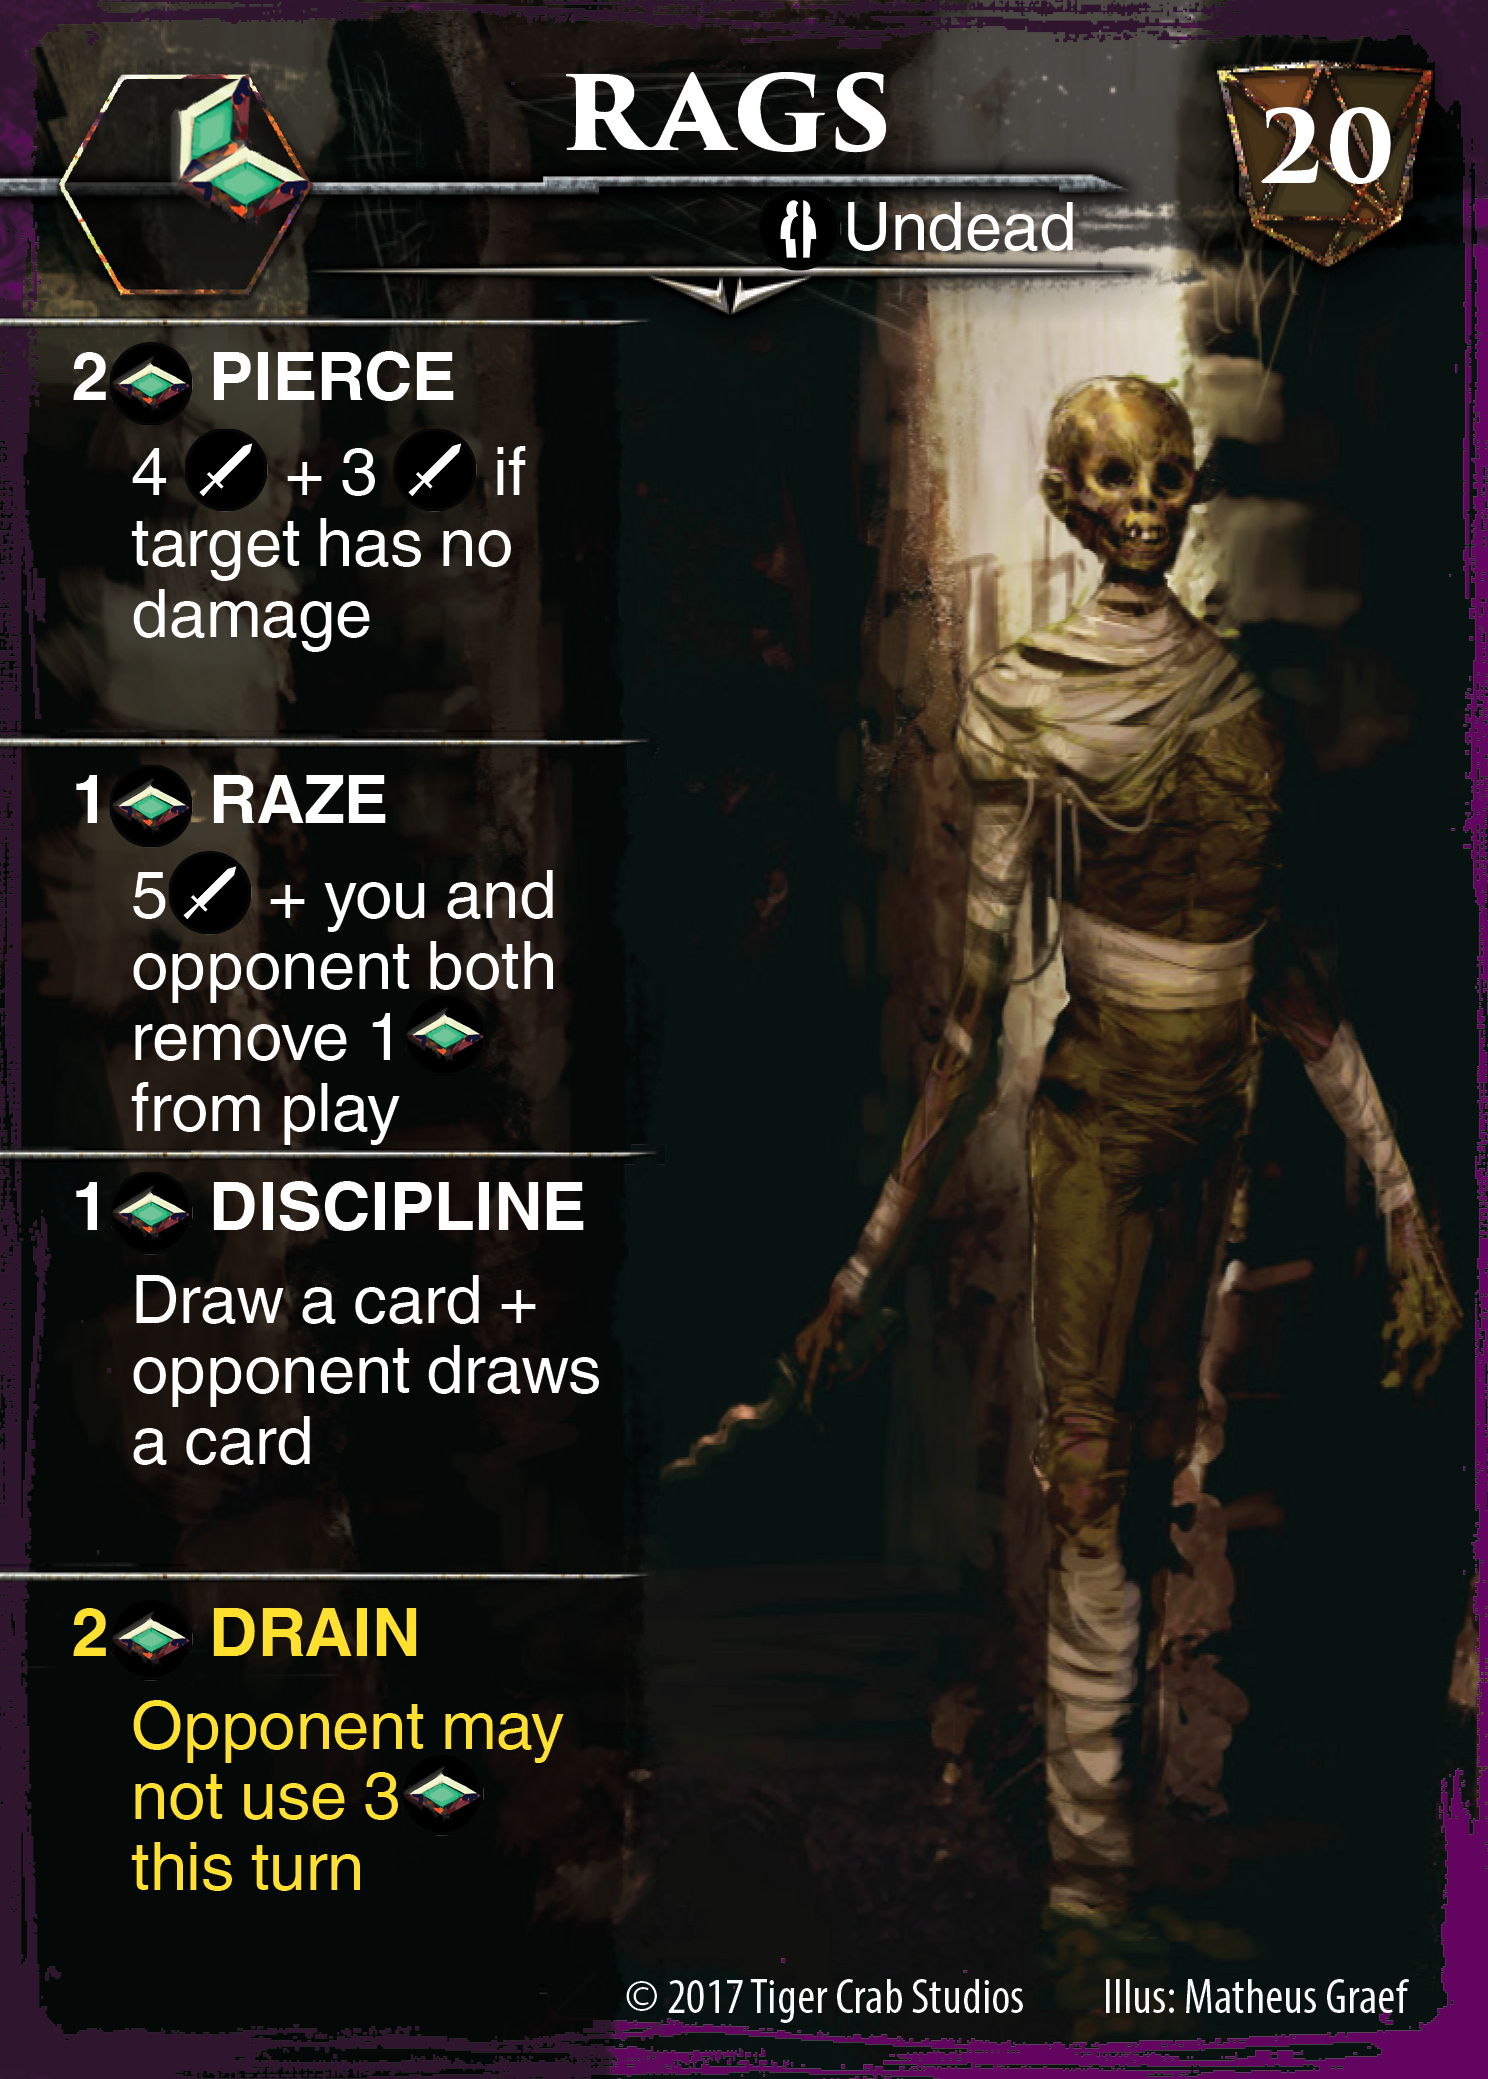 RAGS
20
Undead
2 PIERCE
4 + 3 if
target has no
damage
1 RAZE
5 + you and
opponent both
remove 1
from play
1 DISCIPLINE
Draw a card +
opponent draws
a card
2 DRAIN
Opponent may
not use 3
this turn
© 2017 Tiger Crab Studios Illus: Matheus Graef